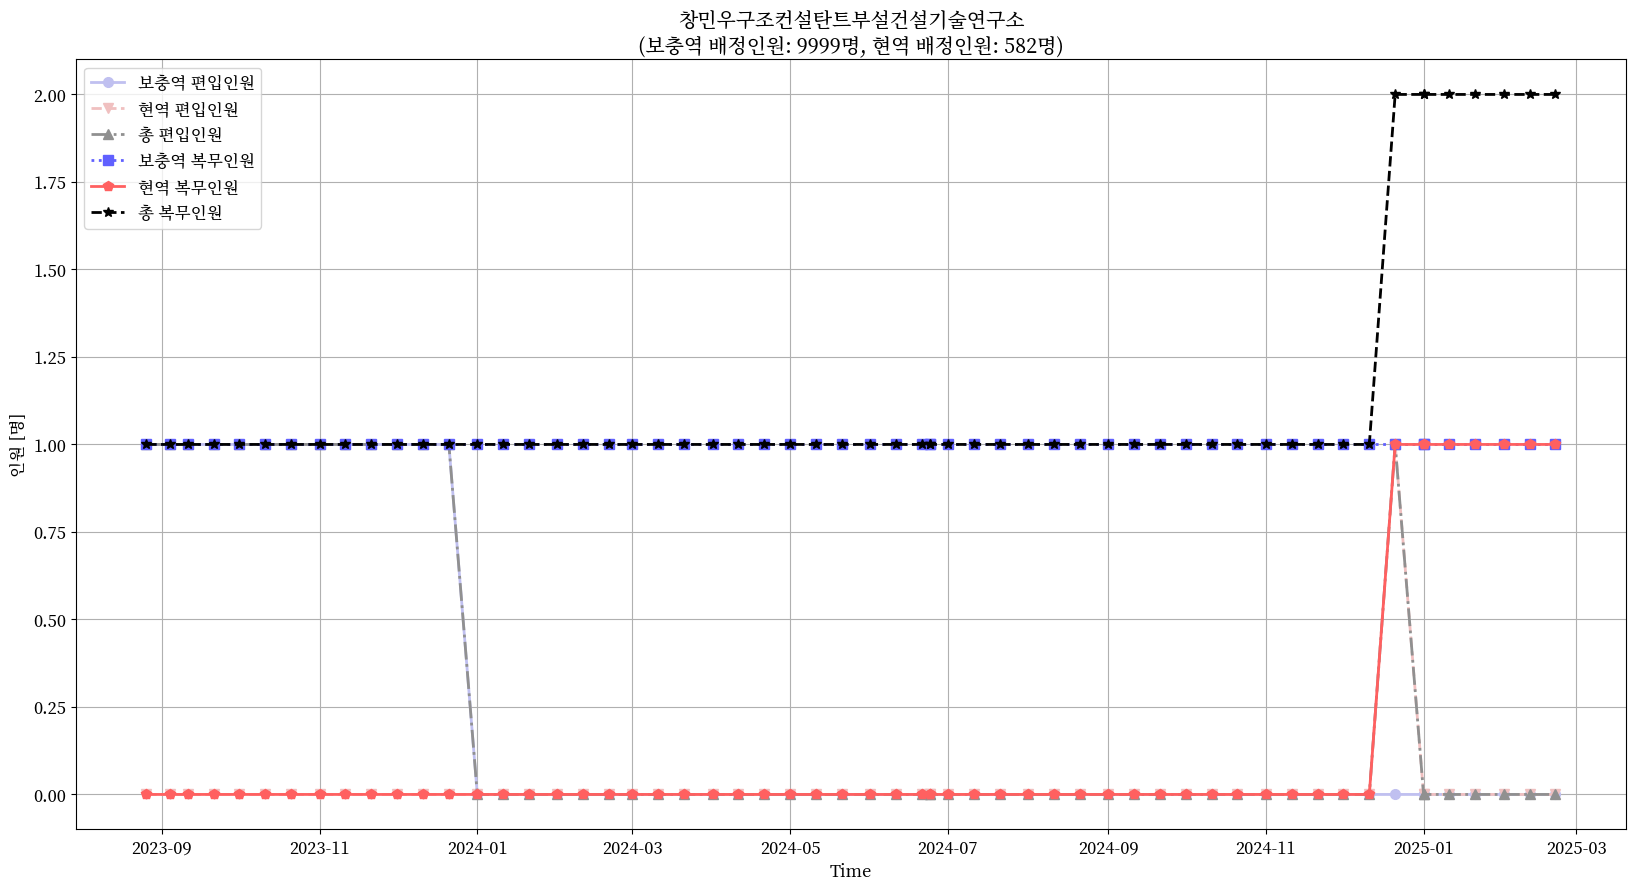 창민우구조컨설탄트부설건설기술연구소
(보충역 배정인원: 9999명, 현역 배정인원: 582명)
보충역 편입인원
현역 편입인원
총 편입인원
보충역 복무인원
현역 복무인원
총 복무인원
2.00
1.75
1.50
1.25
1.00
0.75
0.50
0.25
0.00
인원 [명]
2023-09 2023-11 2024-01 2024-03 2024-05 2024-07 2024-09 2024-11 2025-01 2025-03
Time